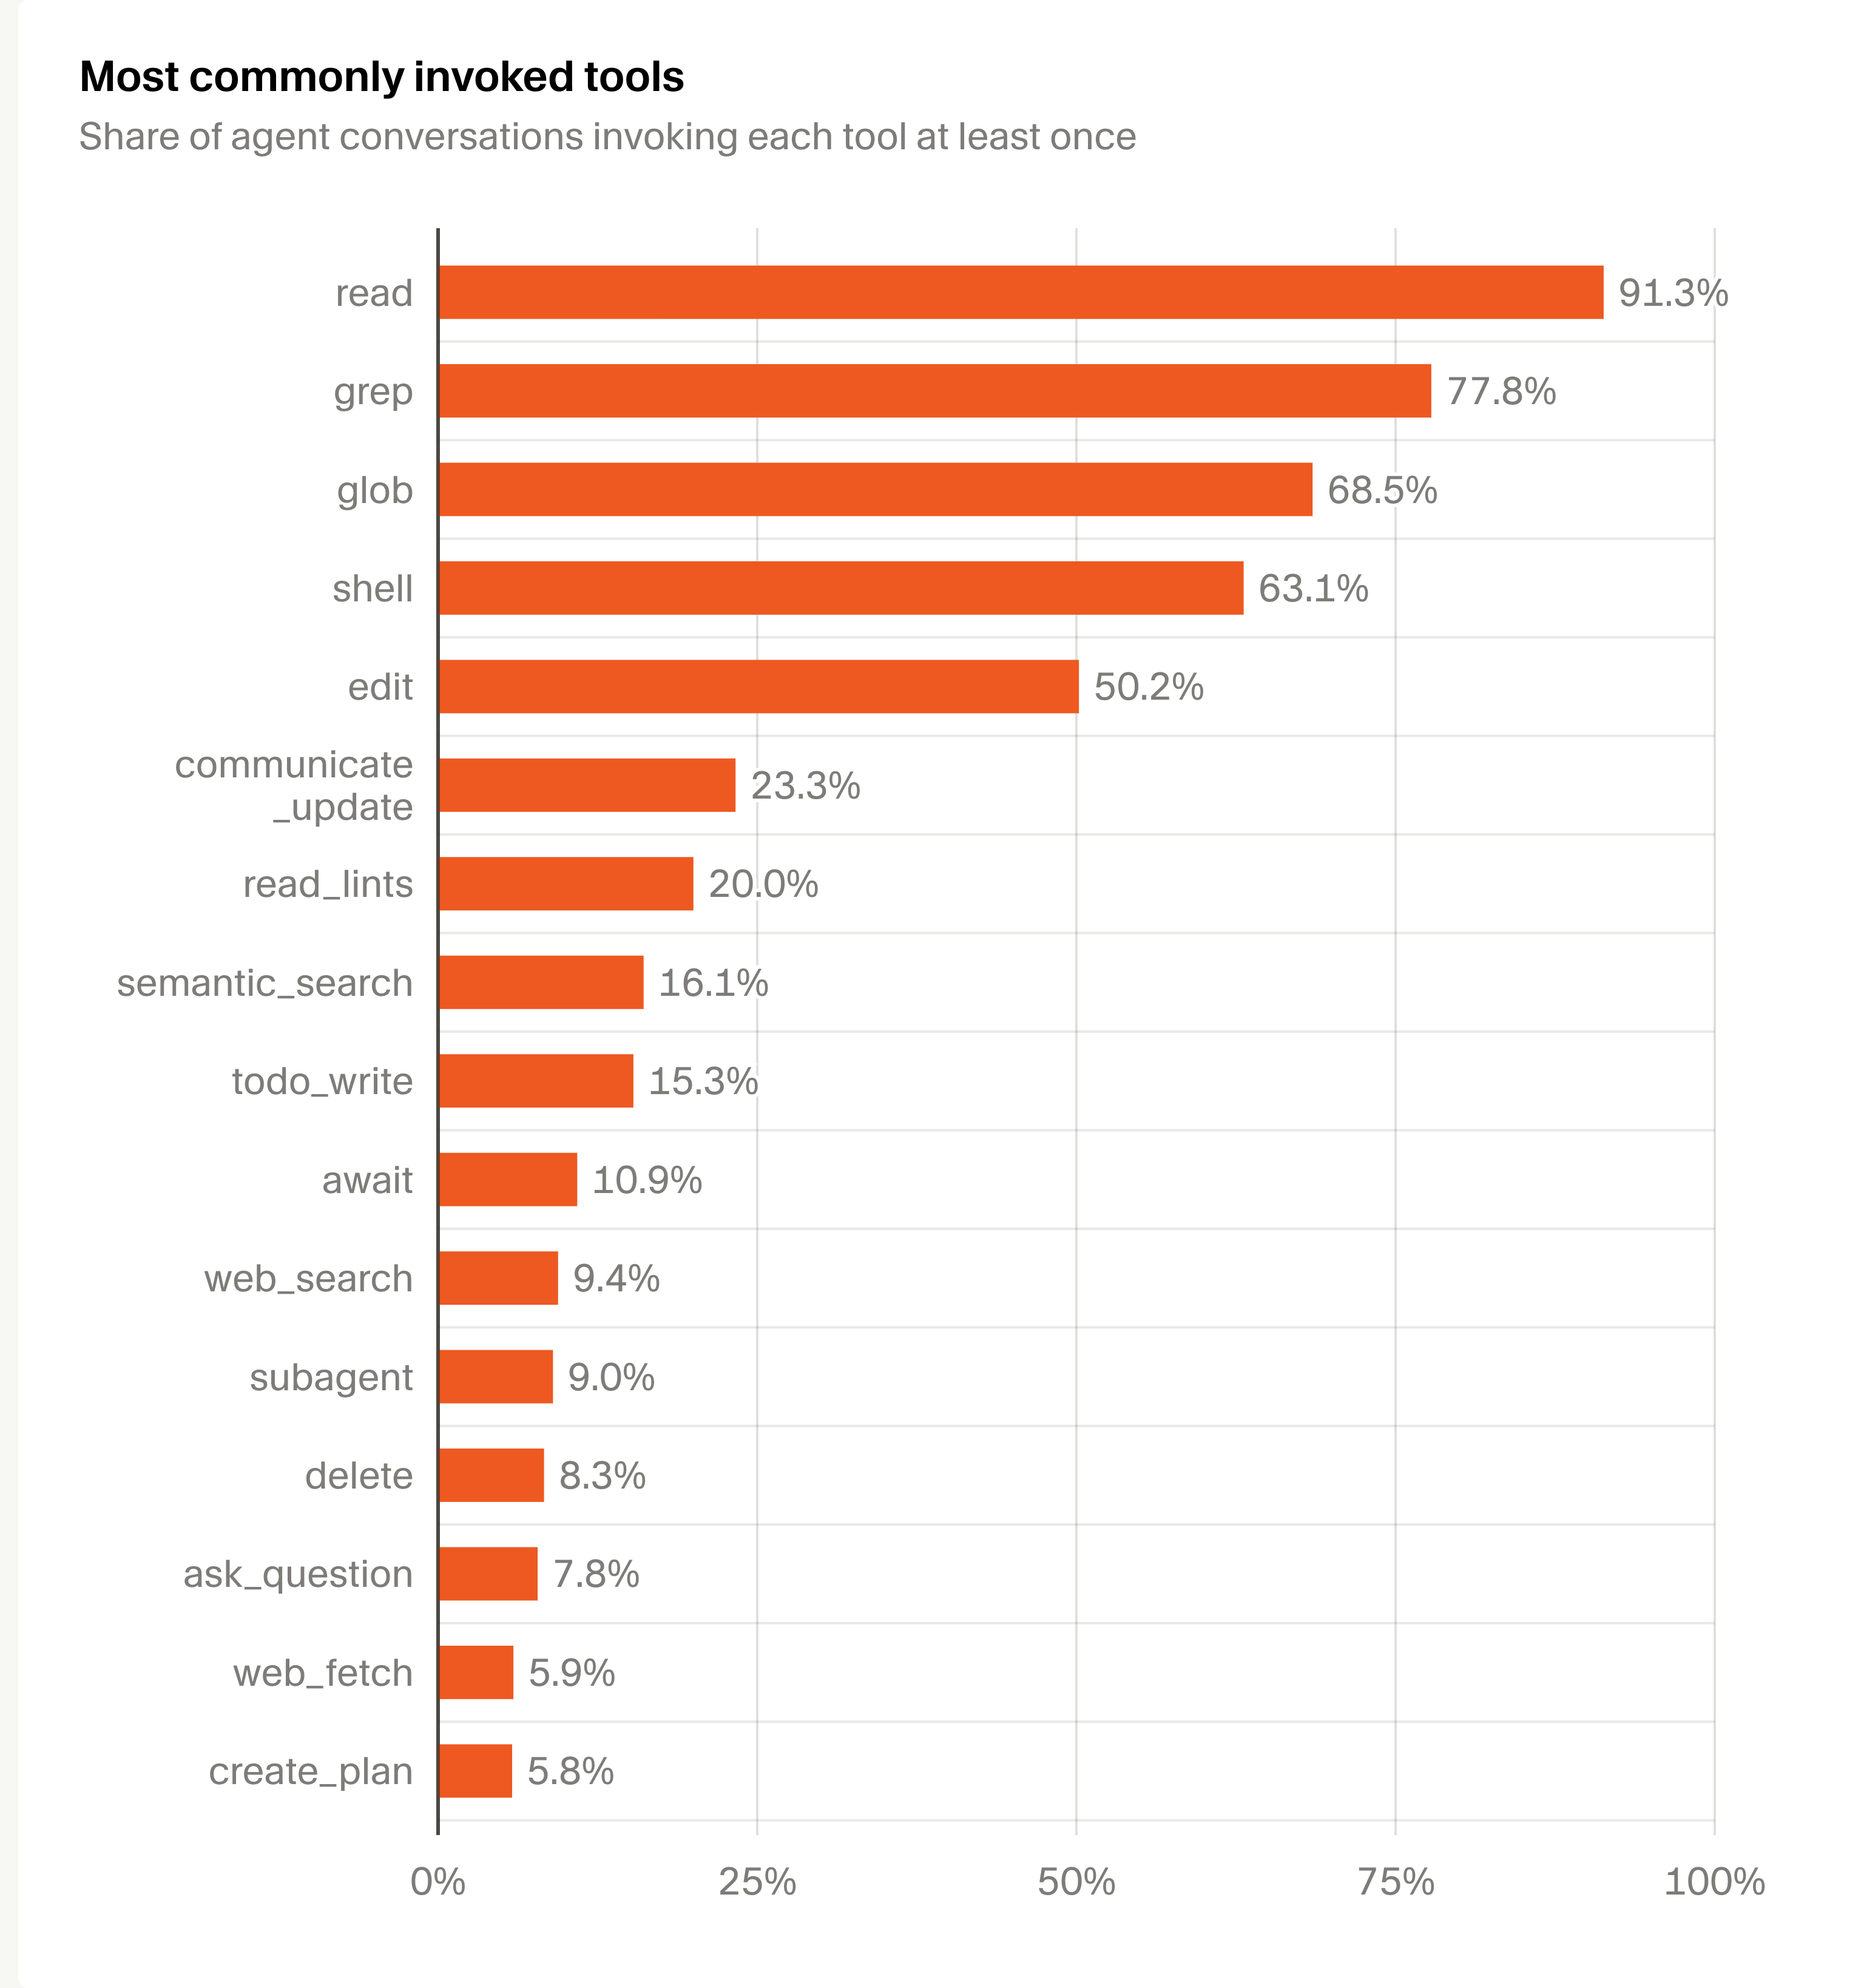 Most commonly invoked tools
Share of agent conversations invoking each tool at least once
read 91.3%
grep 77.8%
glob 68.5%
shell 63.1%
edit 50.2%
communicate
_update 23.3%
read_lints 20.0%
semantic_search 16.1%
todo_write 15.3%
await 10.9%
web_search 9.4%
subagent 9.0%
delete 8.3%
ask_question 7.8%
web_fetch 5.9%
create_plan 5.8%
0% 25% 50% 75% 100%